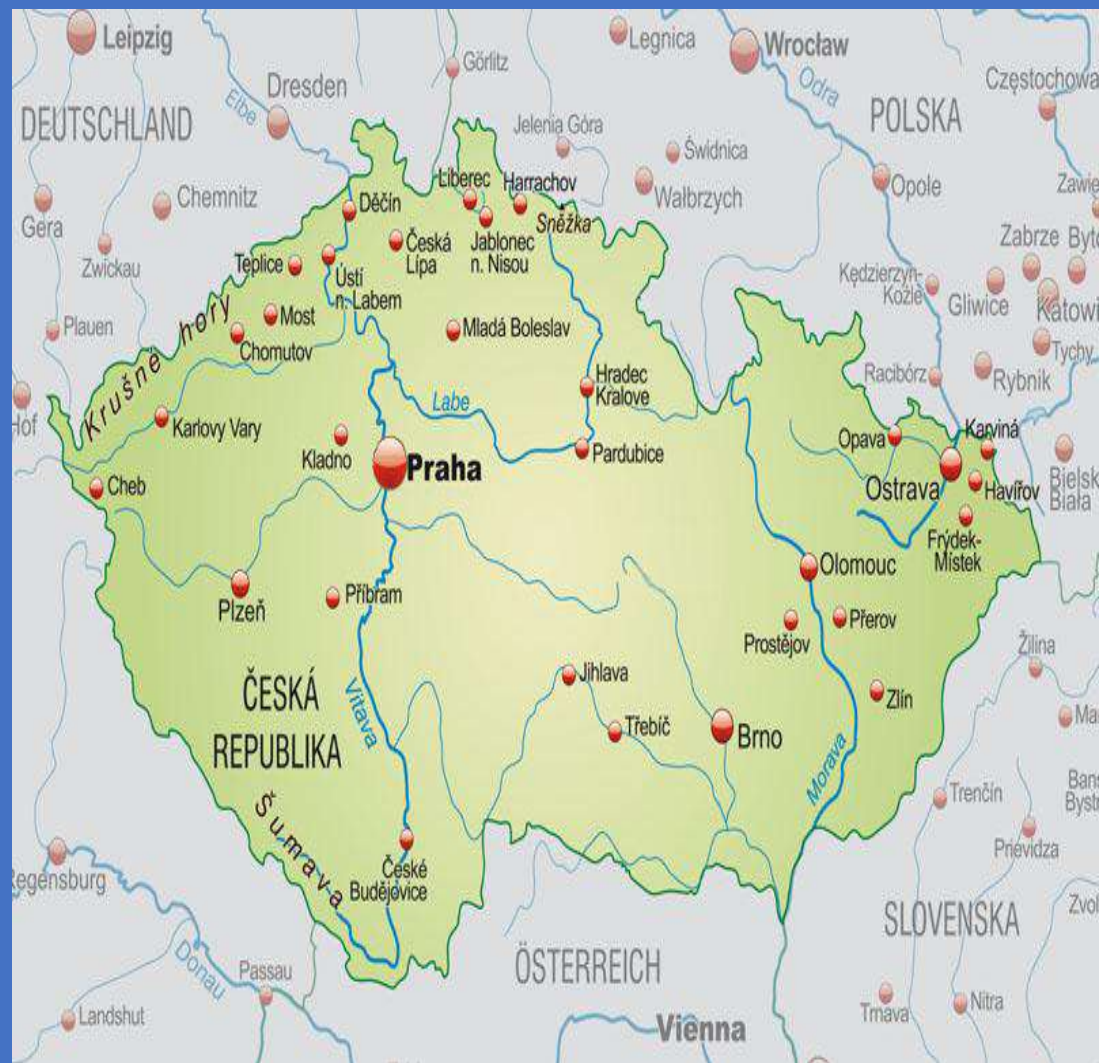 Leipzig
Legnica
Wrocław
Görlitz
Odra
Częstochowa
Dresden
Elbe
DEUTSCHLAND
POLSKA
Jelenia Góra
Świdnica
Opole
Wałbrzych
Chemnitz
Gera
Liberec
Harrachov
Děčín
Sněžka
Česká
Lípa
Jablonec
n. Nisou
Zwickau
Teplice
Ústí
n. Labem
Zabrze
Kędzierzyn-
Kozle
Gliwice
Plauen
Most
Krušné hory
Chomutov
Mladá Boleslav
Tychy
Racibórz
Rybnik
Hradec
Kralove
Labe
Hof
Karlovy Vary
Kladno
Praha
Pardubice
Opava
Karviná
Ostrava
Havířov
Bielsk
Biała
Cheb
Frýdek-
Místek
Olomouc
Plzeň
Příbram
Prostějov
Přerov
Žilina
ČESKÁ
REPUBLIKA
Vltava
Jihlava
Zlín
Třebíč
Brno
Morava
Trenčín
Šumava
Prievidza
České
Budějovice
Regensburg
SLOVENSKA
Donau
Passau
ÖSTERREICH
Landshut
Trnava
Nitra
Vienna